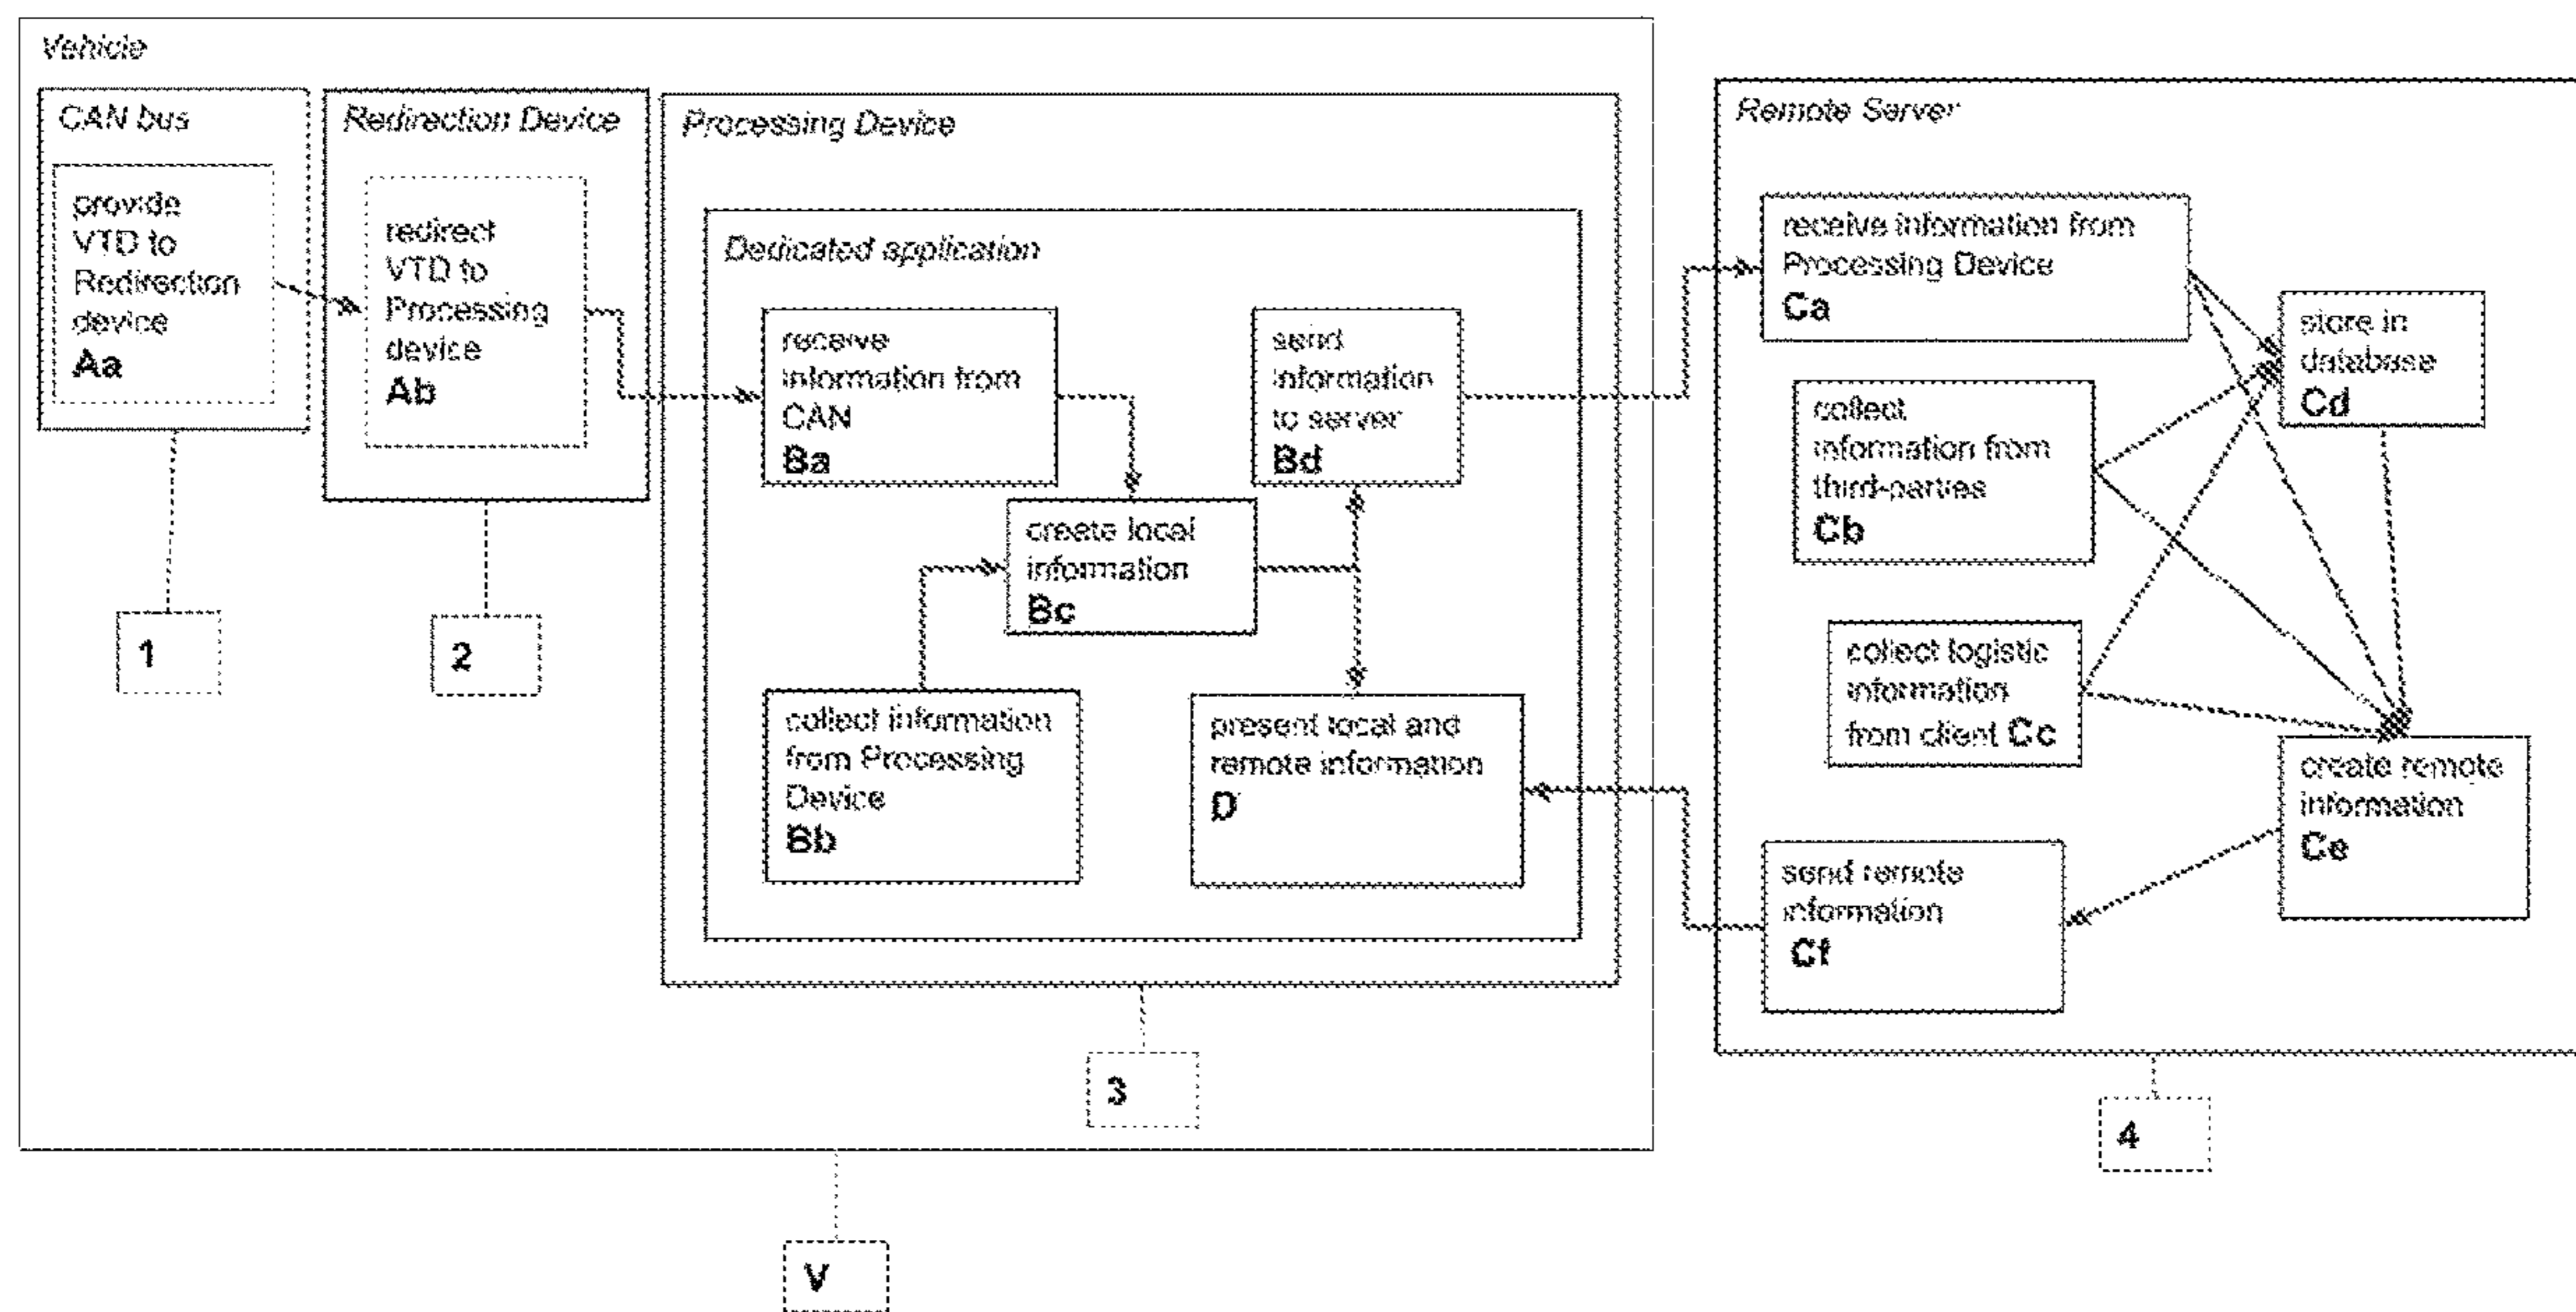 Vehicle
CAN bus
provide
VTD to
Redirection
device
Aa
Redirection Device
redirect
VTD to
Processing
device
Ab
Processing Device
Dedicated application
receive
information from
CAN
Ba
send
information
to server
Bd
create local
information
Bc
collect information
from Processing
Device
Bb
present local and
remote information
D
Remote Server
receive information from
Processing Device
Ca
store in
database
Cd
collect
information from
third-parties
Cb
collect logistic
information
from client Cc
create remote
information
Ce
send remote
information
Cf
1
2
3
4
V